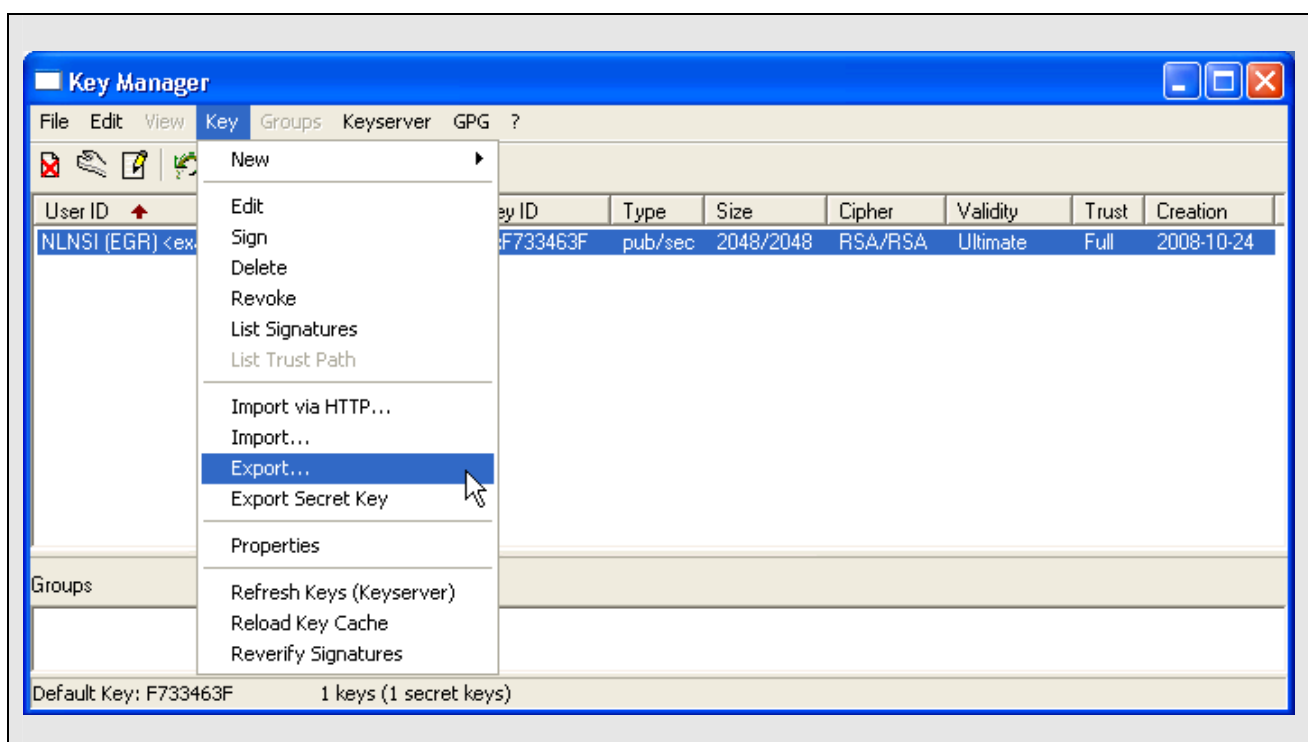 Key Manager
File Edit View Key Groups Keyserver GPG ?
New
User ID ey ID Type Size Cipher Validity Trust Creation
NLNSI (EGR) <ex F733463F pub/sec 2048/2048 RSA/RSA Ultimate Full 2008-10-24
Edit
Sign
Delete
Revoke
List Signatures
List Trust Path
Import via HTTP...
Import...
Export...
Export Secret Key
Properties
Groups
Refresh Keys (Keyserver)
Reload Key Cache
Reverify Signatures
Default Key: F733463F 1 keys (1 secret keys)